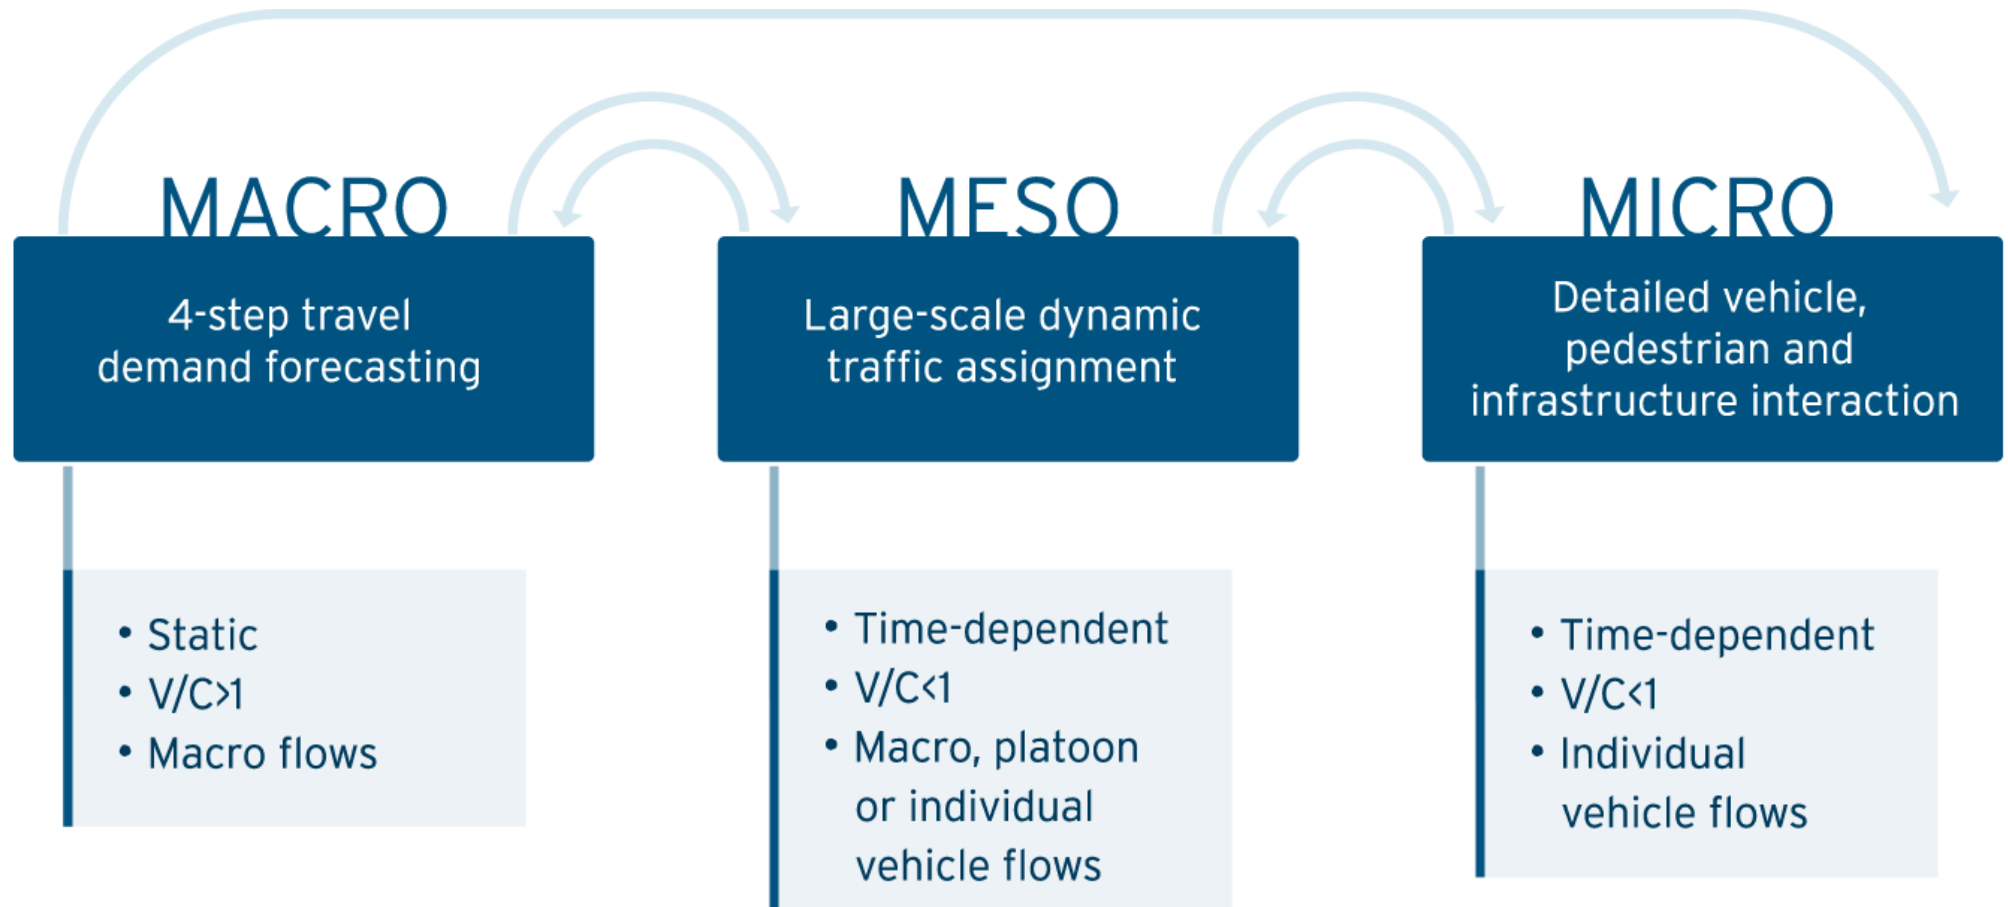 MACRO
4-step travel
demand forecasting
• Static
• V/C>1
• Macro flows
MESO
Large-scale dynamic
traffic assignment
• Time-dependent
• V/C<1
• Macro, platoon
or individual
vehicle flows
MICRO
Detailed vehicle,
pedestrian and
infrastructure interaction
• Time-dependent
• V/C<1
• Individual
vehicle flows